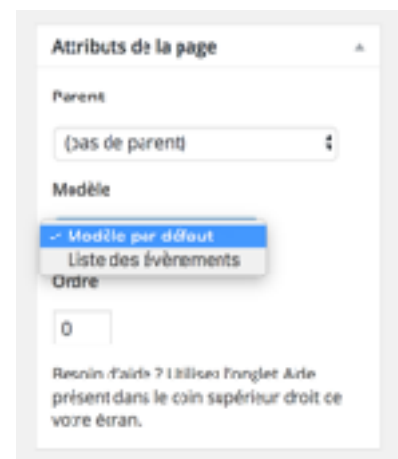 Attributs de la page
Parent
(pas de parent)
Modèle
✓ Modèle par défaut
Liste des évènements
Ordre
0
Besoin d'aide ? Utilisez l'onglet Aide
présent dans le coin supérieur droit de
votre écran.